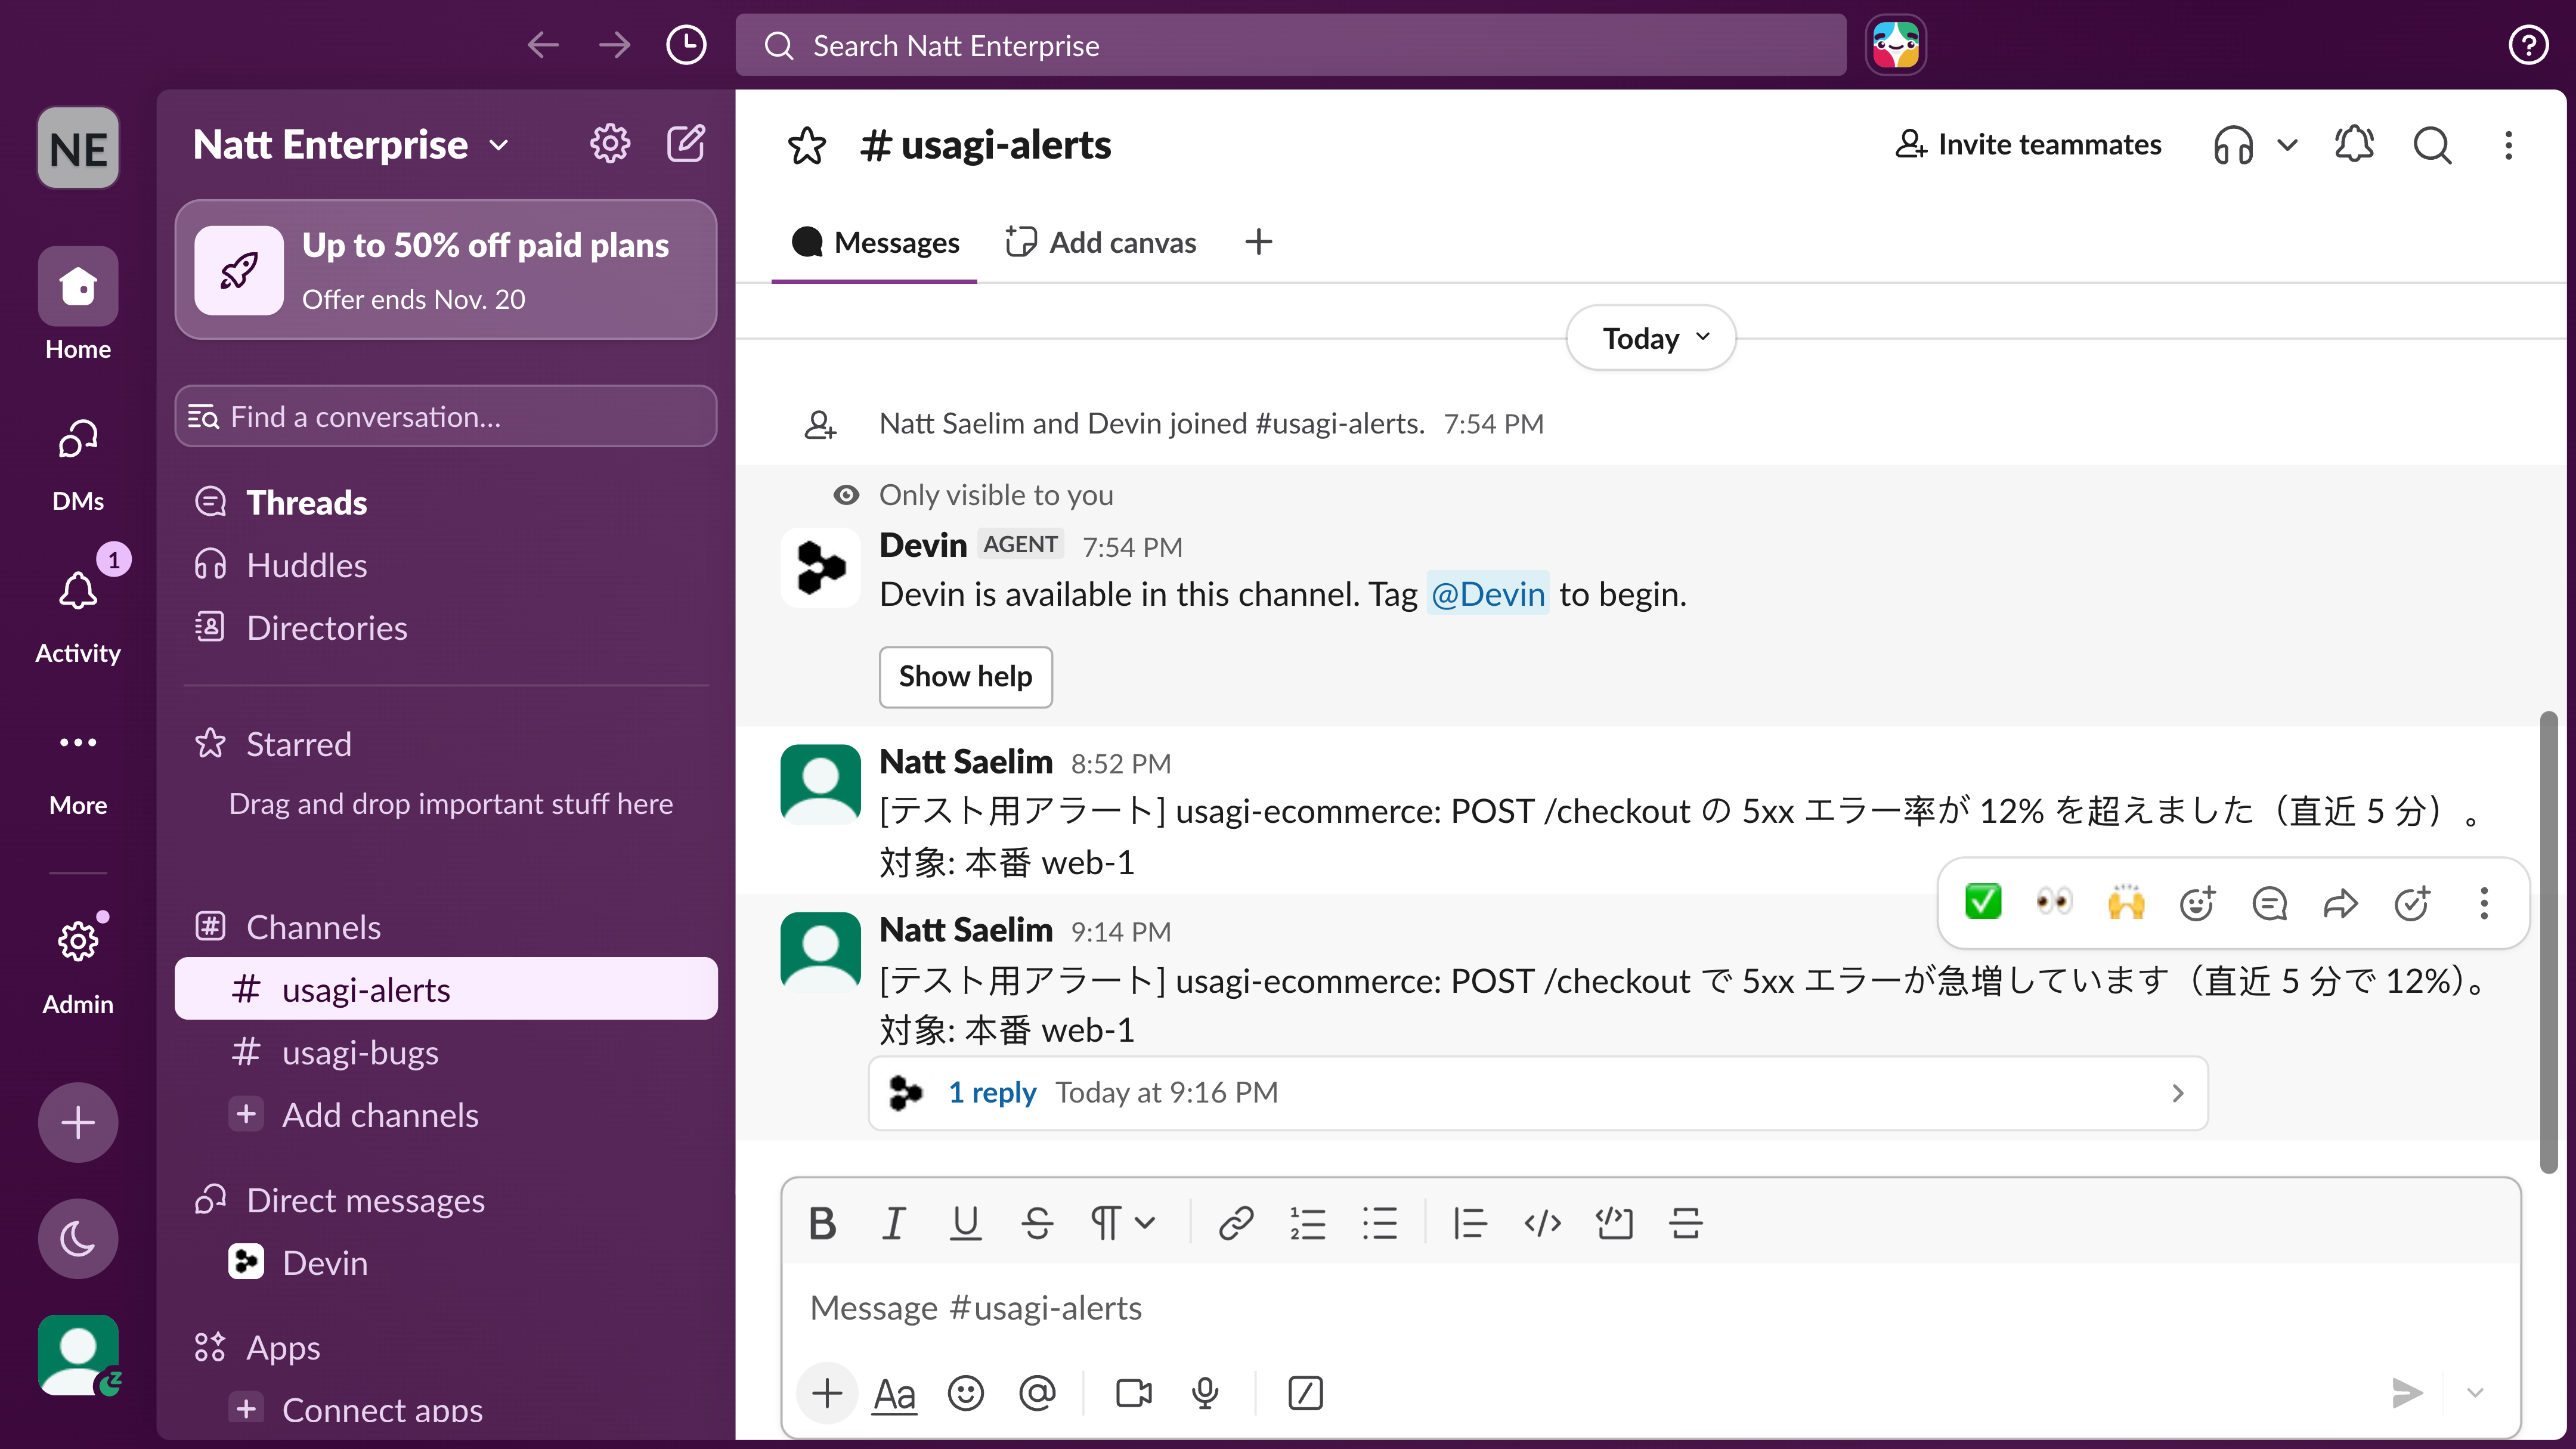 Search Natt Enterprise
NE
Home
DMs
1
Activity
More
Admin
Natt Enterprise
Up to 50% off paid plans
Offer ends Nov. 20
Find a conversation...
Threads
Huddles
Directories
Starred
Drag and drop important stuff here
Channels
usagi-alerts
usagi-bugs
Add channels
Direct messages
Devin
Apps
Connect apps
# usagi-alerts
Invite teammates
Messages
Add canvas
Today
Natt Saelim and Devin joined #usagi-alerts. 7:54 PM
Only visible to you
Devin AGENT 7:54 PM
Devin is available in this channel. Tag @Devin to begin.
Show help
Natt Saelim 8:52 PM
[テスト用アラート] usagi-ecommerce: POST /checkout の 5xx エラー率が 12% を超えました（直近 5 分）。
対象: 本番 web-1
Natt Saelim 9:14 PM
[テスト用アラート] usagi-ecommerce: POST /checkout で 5xx エラーが急増しています（直近 5 分で 12%）。
対象: 本番 web-1
1 reply Today at 9:16 PM
Message #usagi-alerts
Aa